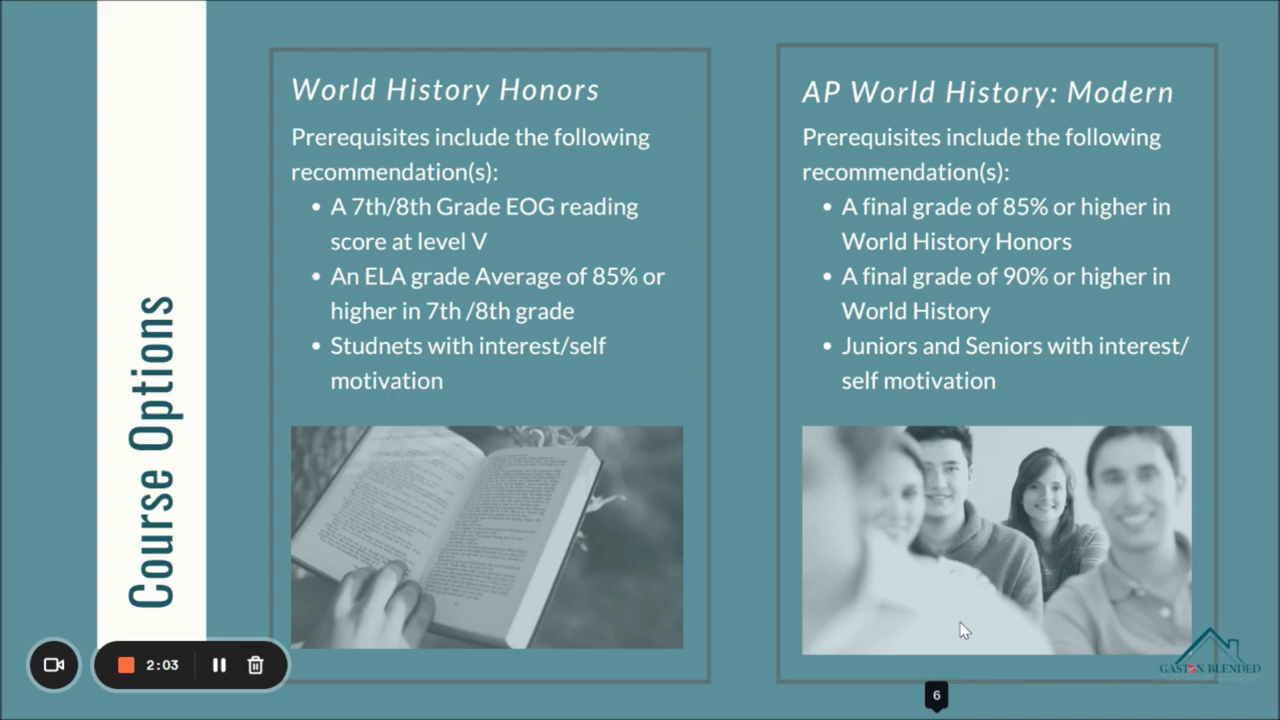 Course Options
World History Honors
Prerequisites include the following
recommendation(s):
• A 7th/8th Grade EOG reading
score at level V
• An ELA grade Average of 85% or
higher in 7th /8th grade
• Studnets with interest/self
motivation
AP World History: Modern
Prerequisites include the following
recommendation(s):
• A final grade of 85% or higher in
World History Honors
• A final grade of 90% or higher in
World History
• Juniors and Seniors with interest/
self motivation
2:03
GASTON BLENDED
6